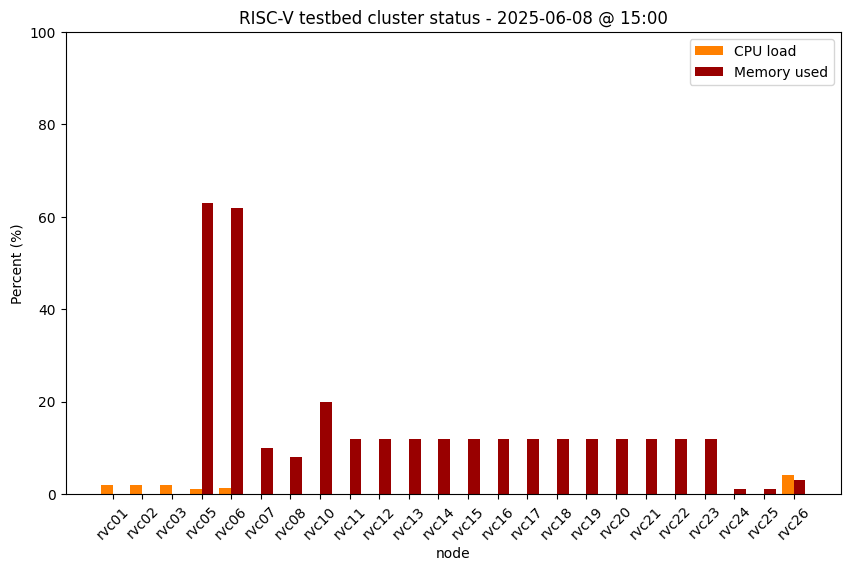 RISC-V testbed cluster status - 2025-06-08 @ 15:00
CPU load
Memory used
Percent (%)
100
80
60
40
20
0
rvc01 rvc02 rvc03 rvc05 rvc06 rvc07 rvc08 rvc10 rvc11 rvc12 rvc13 rvc14 rvc15 rvc16 rvc17 rvc18 rvc19 rvc20 rvc21 rvc22 rvc23 rvc24 rvc25 rvc26
node